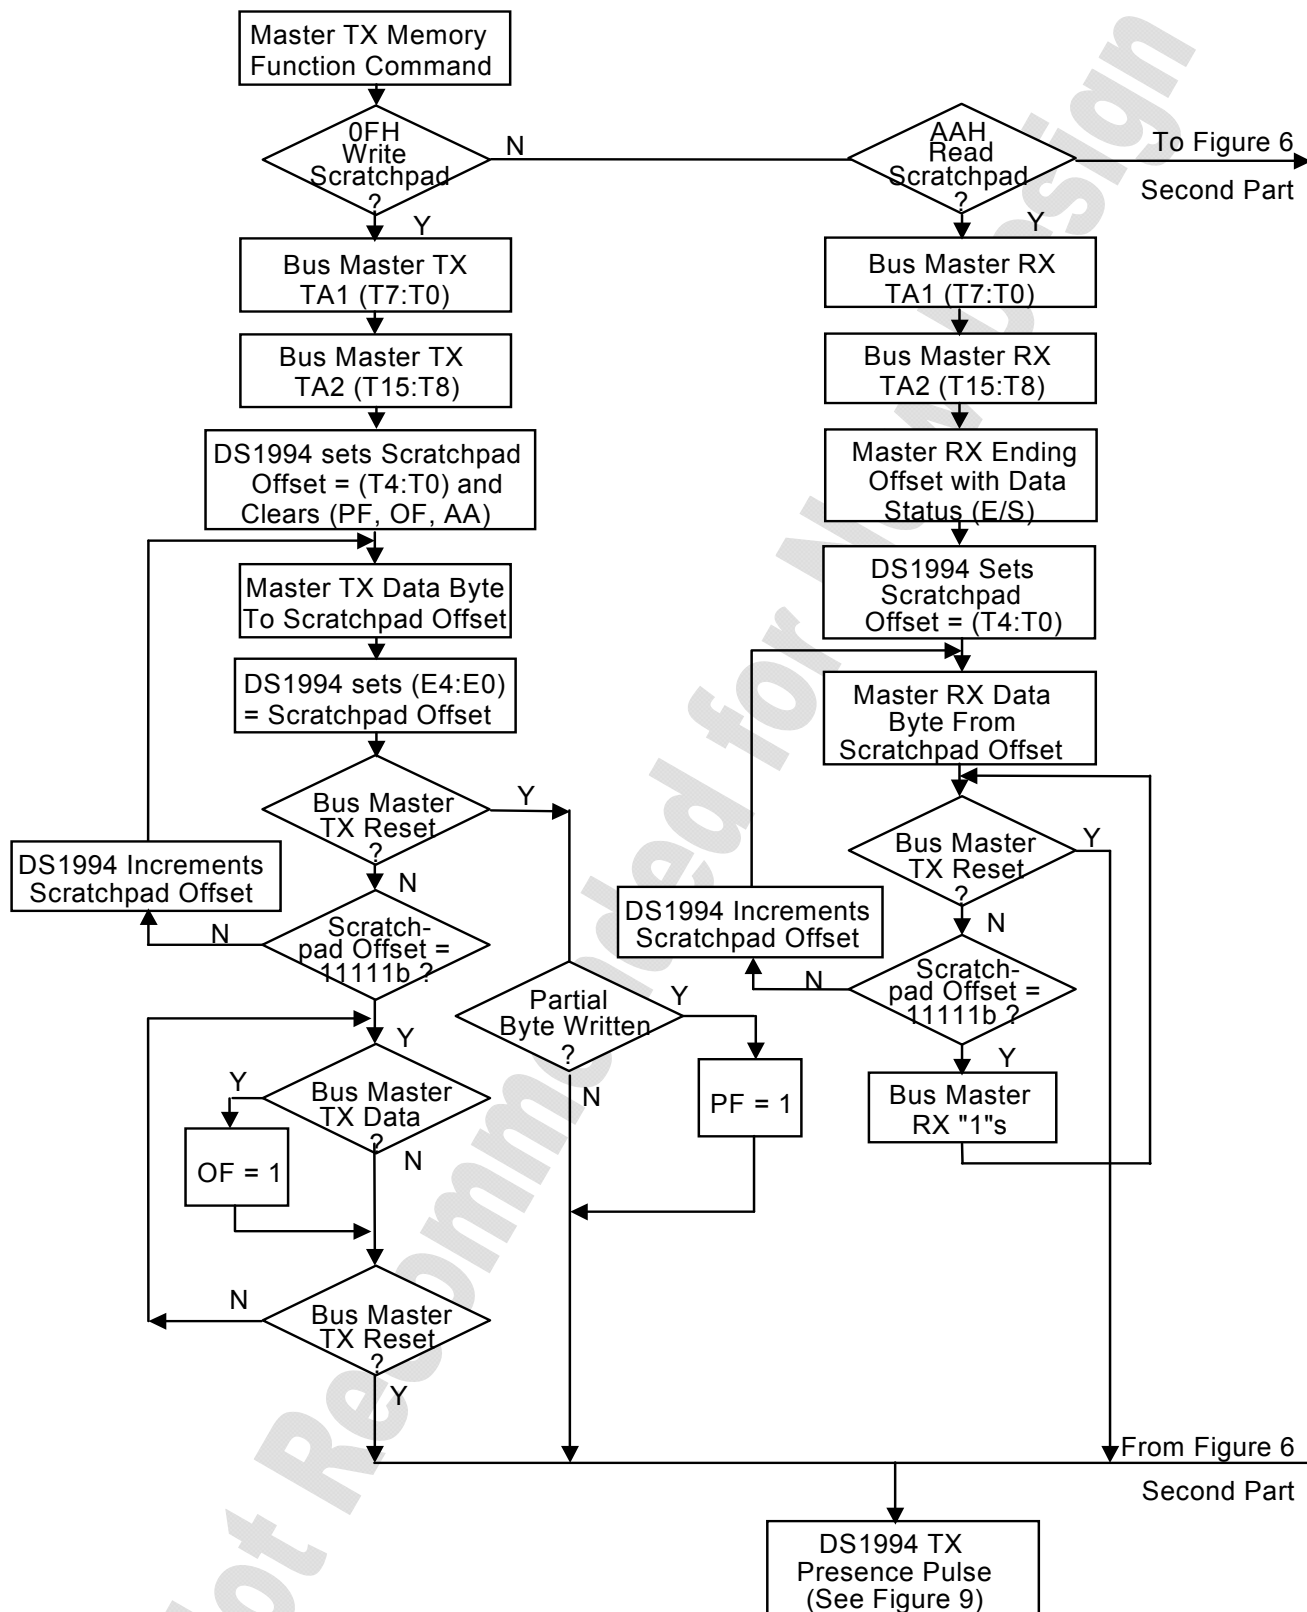 Master TX Memory
Function Command
0FH
Write
Scratchpad
?
N
Y
AAH
Read
Scratchpad
?
Y
To Figure 6
Second Part
Bus Master TX
TA1 (T7:T0)
Bus Master TX
TA2 (T15:T8)
DS1994 sets Scratchpad
Offset = (T4:T0) and
Clears (PF, OF, AA)
Master TX Data Byte
To Scratchpad Offset
DS1994 sets (E4:E0)
= Scratchpad Offset
Bus Master
TX Reset
?
Y
N
DS1994 Increments
Scratchpad Offset
N
Scratch-
pad Offset =
11111b ?
Y
Bus Master
TX Data
?
Y
N
OF = 1
Bus Master
TX Reset
?
N
Y
Partial
Byte Written
?
Y
N
PF = 1
Bus Master RX
TA1 (T7:T0)
Bus Master RX
TA2 (T15:T8)
Master RX Ending
Offset with Data
Status (E/S)
DS1994 Sets
Scratchpad
Offset = (T4:T0)
Master RX Data
Byte From
Scratchpad Offset
Bus Master
TX Reset
?
Y
N
DS1994 Increments
Scratchpad Offset
N
Scratch-
pad Offset =
11111b ?
Y
Bus Master
RX "1"s
From Figure 6
Second Part
DS1994 TX
Presence Pulse
(See Figure 9)
Not Recommended for New Design